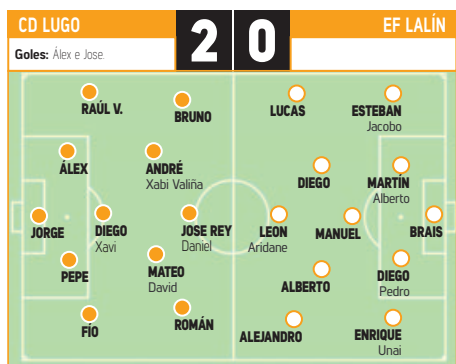 CD LUGO 2 0 EF LALÍN
Goles: Álex e Jose
RAÚL V.
BRUNO
LUCAS
ESTEBAN
Jacobo
ÁLEX
ANDRÉ
Xabi Valiña
DIEGO
MARTÍN
Alberto
JORGE
DIEGO
Xavi
JOSE REY
Daniel
LEON
Aridane
MANUEL
BRAIS
PEPE
MATEO
David
ALBERTO
DIEGO
Pedro
FÍO
ROMÁN
ALEJANDRO
ENRIQUE
Unai